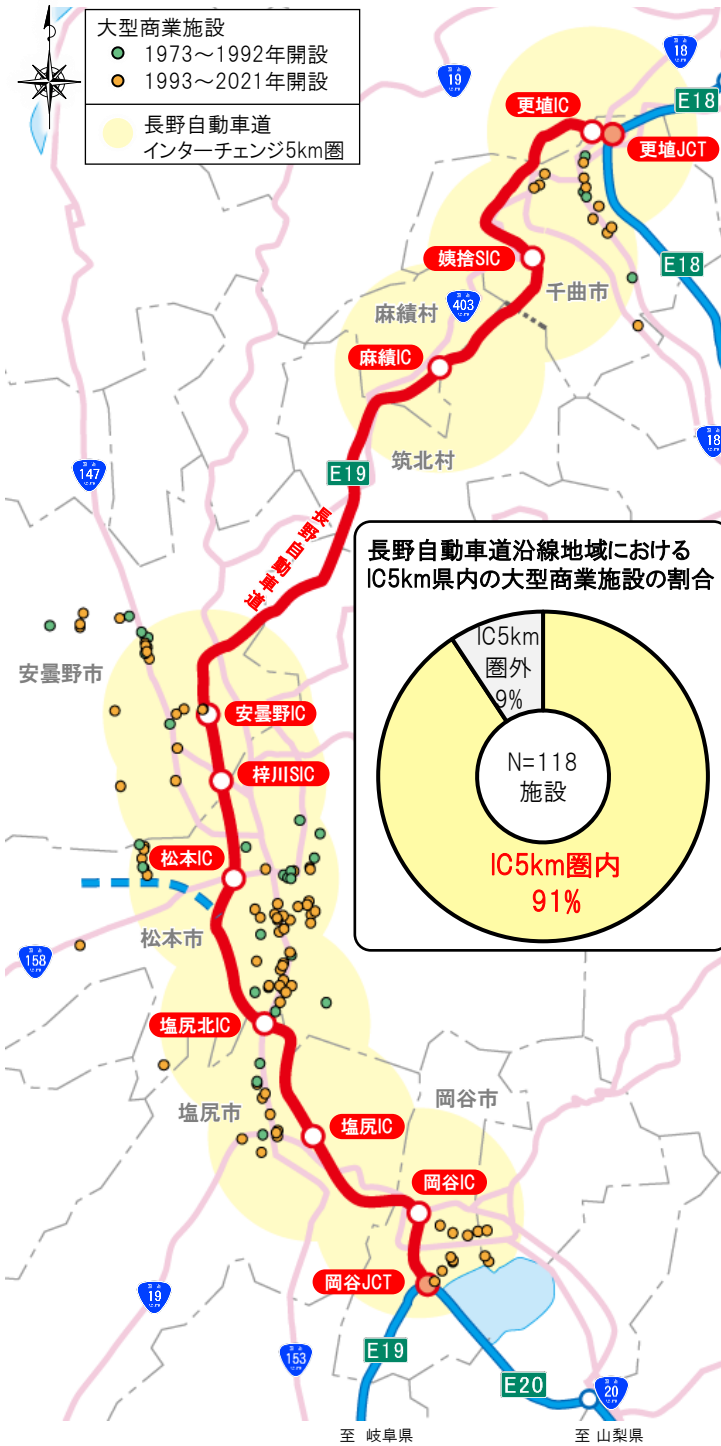 大型商業施設
1973～1992年開設
1993～2021年開設
長野自動車道
インターチェンジ5km圏
19
18
E18
更埴IC
更埴JCT
姨捨SIC
E18
千曲市
麻績村
403
麻績IC
18
筑北村
147
E19
長野自動車道
長野自動車道沿線地域における
IC5km県内の大型商業施設の割合
IC5km
圏外
9%
N=118
施設
IC5km圏内
91%
安曇野市
安曇野IC
梓川SIC
松本IC
松本市
158
塩尻北IC
塩尻市
岡谷市
塩尻IC
岡谷IC
岡谷JCT
19
153
E19
E20
20
至 岐阜県
至 山梨県